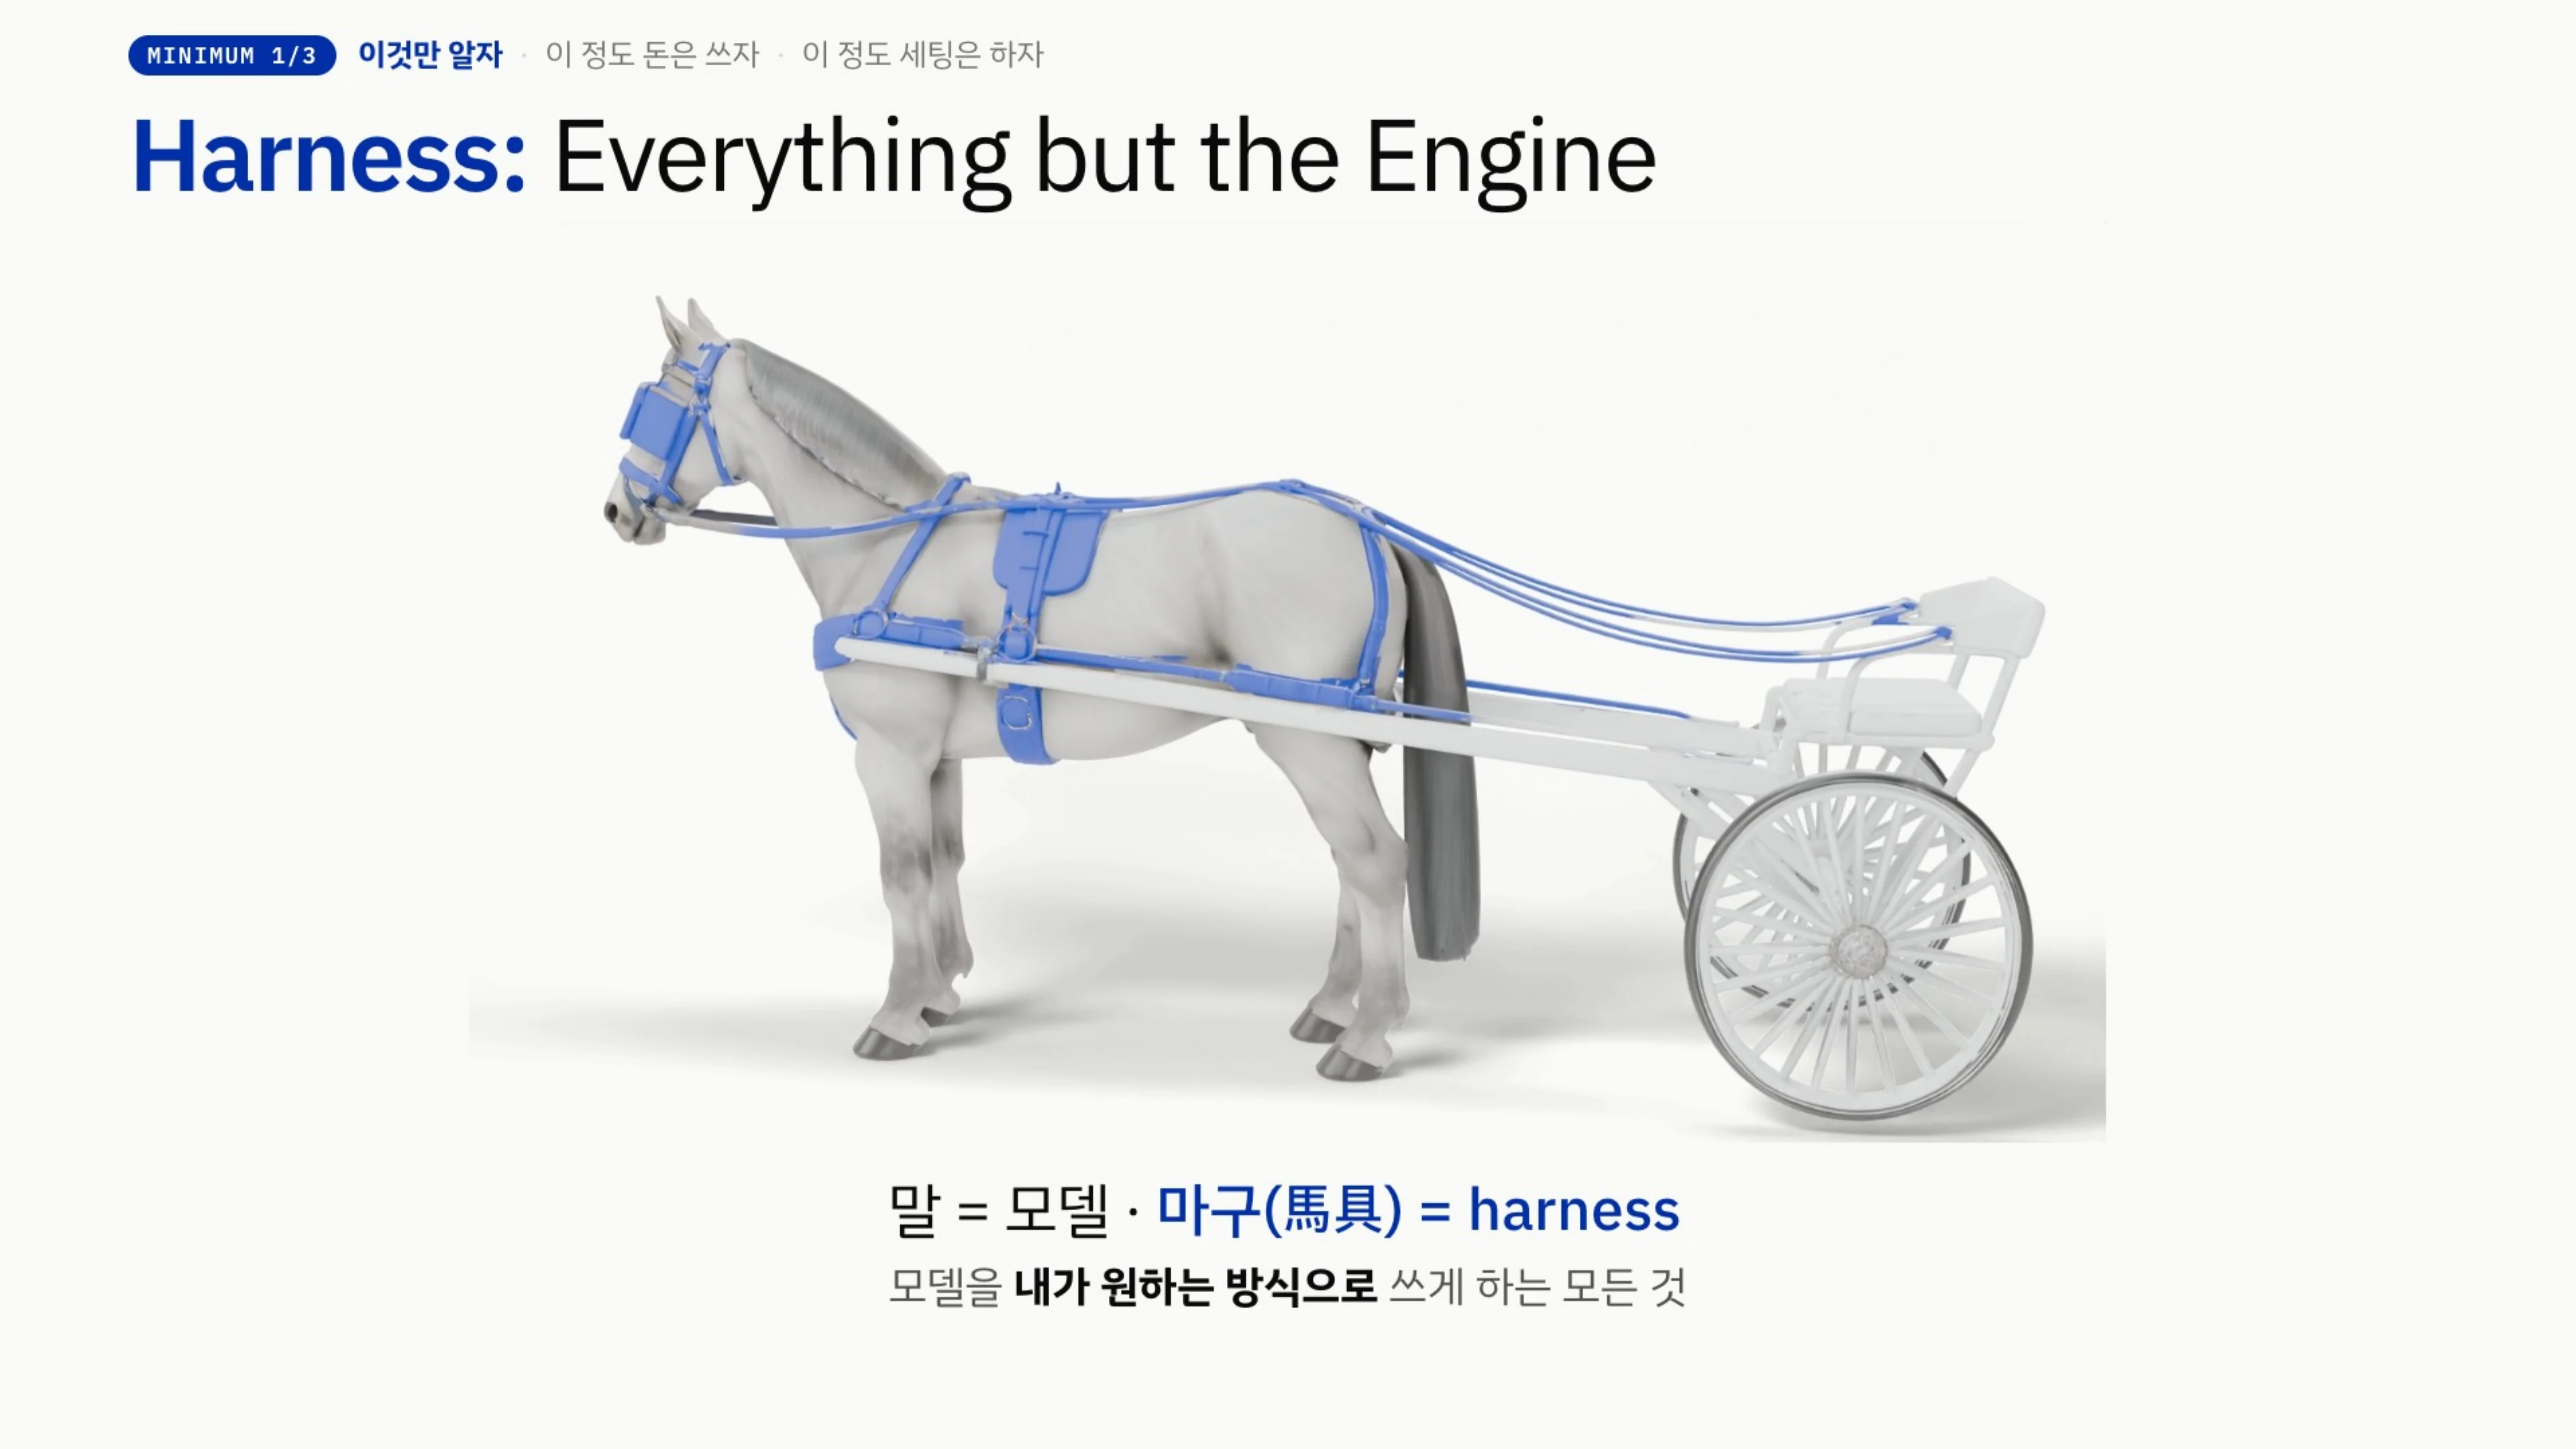 MINIMUM 1/3 이것만 알자 · 이 정도 돈은 쓰자 · 이 정도 세팅은 하자
Harness: Everything but the Engine
말 = 모델 · 마구(馬具) = harness
모델을 내가 원하는 방식으로 쓰게 하는 모든 것